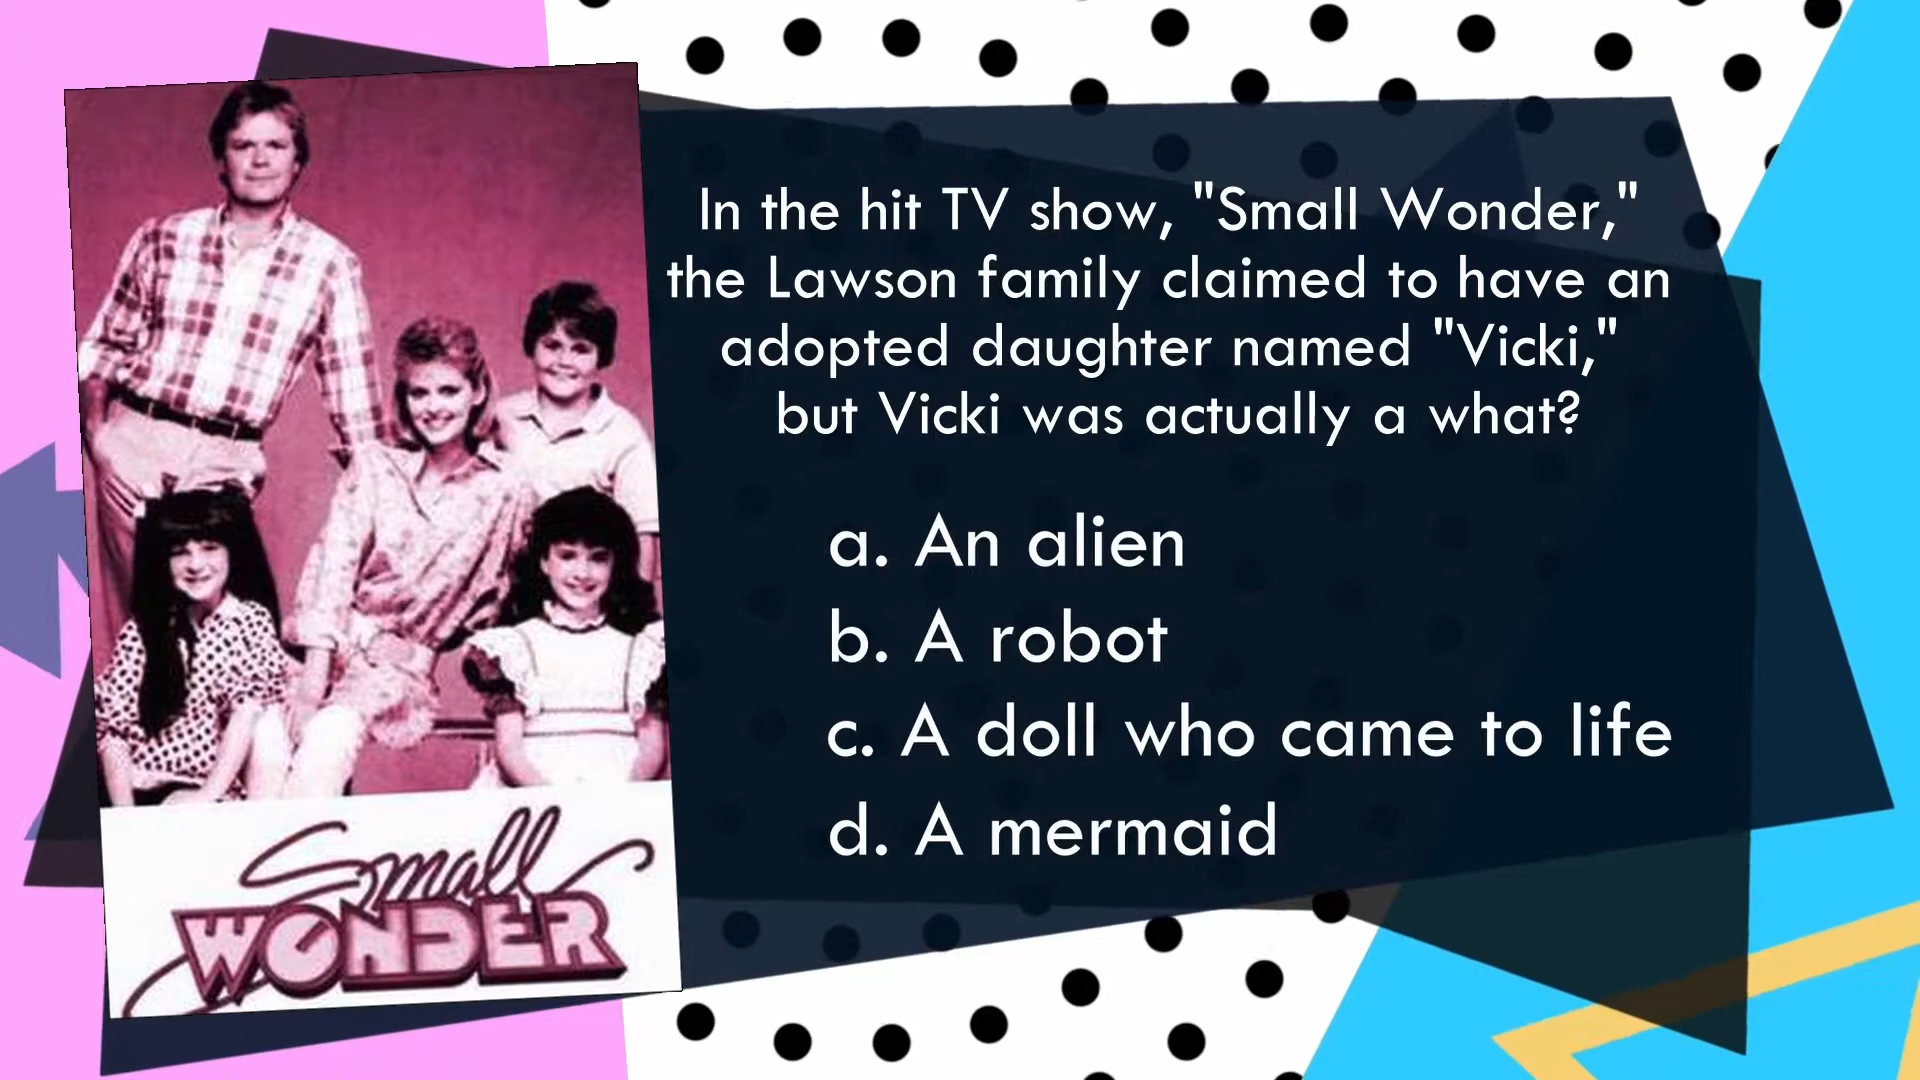 In the hit TV show, "Small Wonder,"
the Lawson family claimed to have an
adopted daughter named "Vicki,"
but Vicki was actually a what?
a. An alien
b. A robot
c. A doll who came to life
d. A mermaid
Small
WONDER